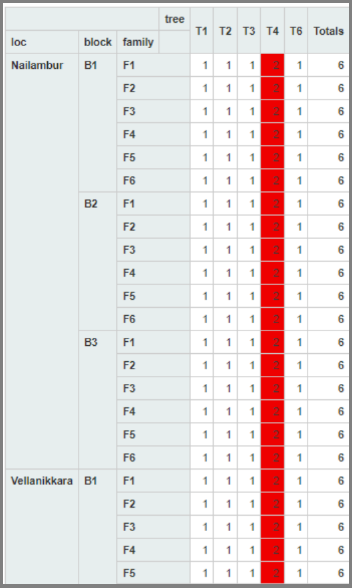 tree T1 T2 T3 T4 T6 Totals
loc block family
Nailambur B1 F1 1 1 1 2 1 6
F2 1 1 1 2 1 6
F3 1 1 1 2 1 6
F4 1 1 1 2 1 6
F5 1 1 1 2 1 6
F6 1 1 1 2 1 6
B2 F1 1 1 1 2 1 6
F2 1 1 1 2 1 6
F3 1 1 1 2 1 6
F4 1 1 1 2 1 6
F5 1 1 1 2 1 6
F6 1 1 1 2 1 6
B3 F1 1 1 1 2 1 6
F2 1 1 1 2 1 6
F3 1 1 1 2 1 6
F4 1 1 1 2 1 6
F5 1 1 1 2 1 6
F6 1 1 1 2 1 6
Vellanikkara B1 F1 1 1 1 2 1 6
F2 1 1 1 2 1 6
F3 1 1 1 2 1 6
F4 1 1 1 2 1 6
F5 1 1 1 2 1 6